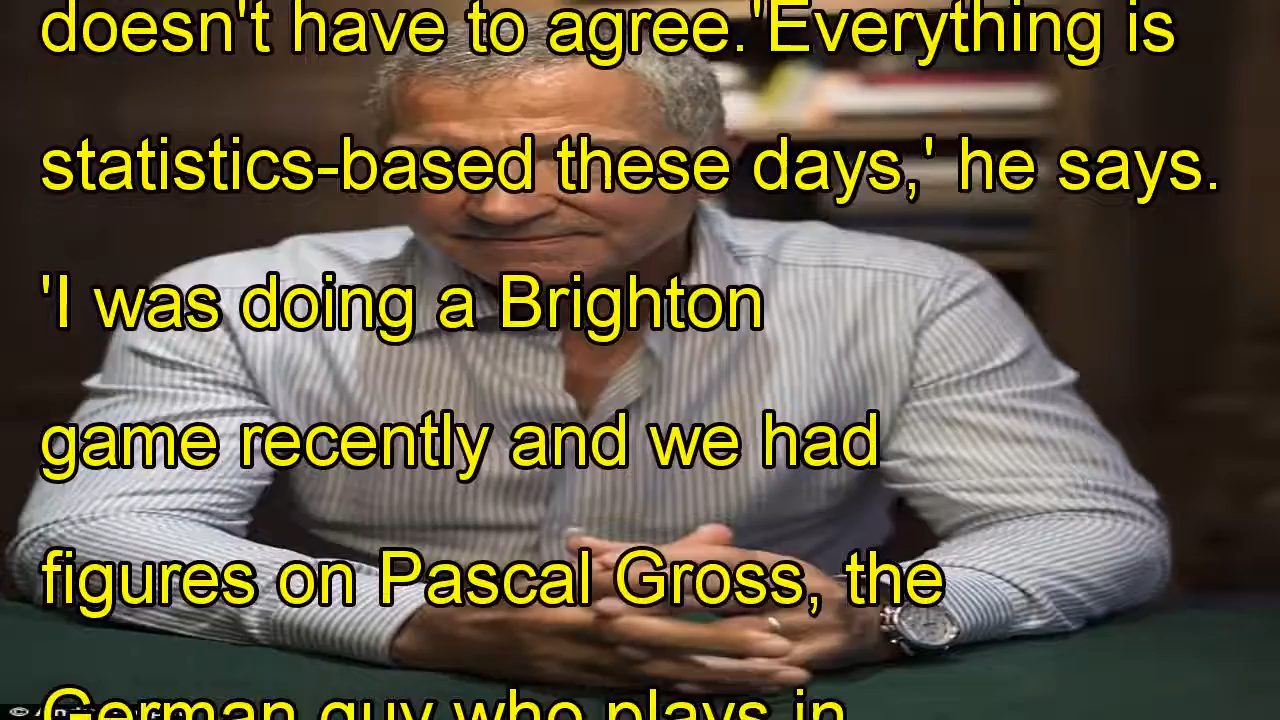 doesn't have to agree. 'Everything is
statistics-based these days,' he says.
'I was doing a Brighton
game recently and we had
figures on Pascal Gross, the
German guy who plays in